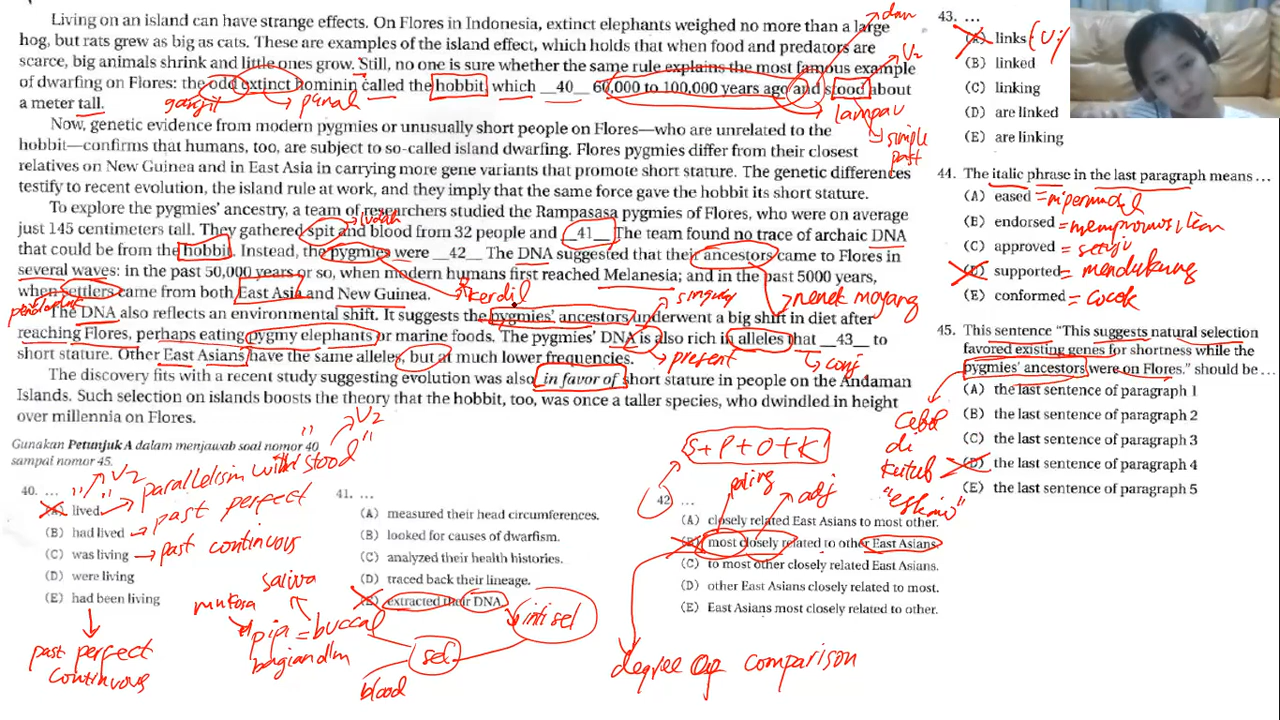 Living on an island can have strange effects. On Flores in Indonesia, extinct elephants weighed no more than a large
hog, but rats grew as big as cats. These are examples of the island effect, which holds that when food and predators are
scarce, big animals shrink and little ones grow. Still, no one is sure whether the same rule explains the most famous example
of dwarfing on Flores: the odd extinct hominin called the hobbit, which __40__ 60,000 to 100,000 years ago and stood about
a meter tall.
dan
V2
ganjil
punah
lampau
simple
past
Now, genetic evidence from modern pygmies or unusually short people on Flores—who are unrelated to the
hobbit—confirms that humans, too, are subject to so-called island dwarfing. Flores pygmies differ from their closest
relatives on New Guinea and in East Asia in carrying more gene variants that promote short stature. The genetic differences
testify to recent evolution, the island rule at work, and they imply that the same force gave the hobbit its short stature.
To explore the pygmies' ancestry, a team of researchers studied the Rampasasa pygmies of Flores, who were on average
just 145 centimeters tall. They gathered spit and blood from 32 people and __41__ The team found no trace of archaic DNA
that could be from the hobbit. Instead, the pygmies were __42__ The DNA suggested that their ancestors came to Flores in
several waves: in the past 50,000 years or so, when modern humans first reached Melanesia; and in the past 5000 years,
when settlers came from both East Asia and New Guinea.
ludah
kerdil
singular
nenek moyang
The DNA also reflects an environmental shift. It suggests the pygmies' ancestors underwent a big shift in diet after
reaching Flores, perhaps eating pygmy elephants or marine foods. The pygmies' DNA is also rich in alleles that __43__ to
short stature. Other East Asians have the same alleles, but at much lower frequencies.
present
conj
The discovery fits with a recent study suggesting evolution was also in favor of short stature in people on the Andaman
Islands. Such selection on islands boosts the theory that the hobbit, too, was once a taller species, who dwindled in height
over millennia on Flores.
Gunakan Petunjuk A dalam menjawab soal nomor 40
sampai nomor 45.
40. ...
(A) lived
(B) had lived
(C) was living
(D) were living
(E) had been living
V2
parallelism with "stood"
V2
past perfect
past continuous
past perfect
continuous
41. ...
(A) measured their head circumferences.
(B) looked for causes of dwarfism.
(C) analyzed their health histories.
(D) traced back their lineage.
(E) extracted their DNA.
saliva
mukosa
pipi = buccal
bagian dlm
sel
inti sel
blood
42 ...
(A) closely related East Asians to most other.
(B) most closely related to other East Asians.
(C) to most other closely related East Asians.
(D) other East Asians closely related to most.
(E) East Asians most closely related to other.
S+P+O+K
paling
adj
degree of comparison
43. ...
(A) links (V1
(B) linked
(C) linking
(D) are linked
(E) are linking
44. The italic phrase in the last paragraph means ...
(A) eased =mempermudah
(B) endorsed = mempromosikan
(C) approved = setuju
(D) supported = mendukung
(E) conformed = cocok
45. This sentence "This suggests natural selection
favored existing genes for shortness while the
pygmies' ancestors were on Flores." should be ...
(A) the last sentence of paragraph 1
(B) the last sentence of paragraph 2
(C) the last sentence of paragraph 3
(D) the last sentence of paragraph 4
(E) the last sentence of paragraph 5
Cebol
di
kutub
"eskimo"